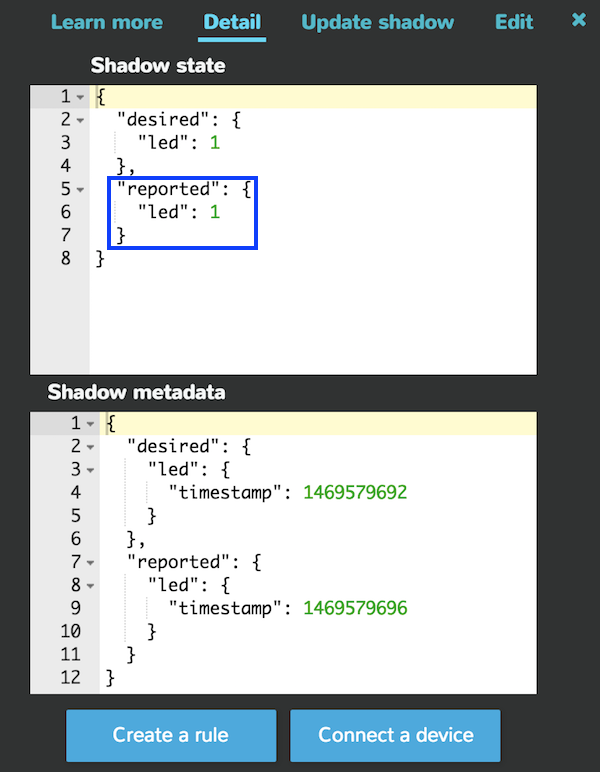 Learn more Detail Update shadow Edit ×
Shadow state
1 {
2 "desired": {
3 "led": 1
4 },
5 "reported": {
6 "led": 1
7 }
8 }
Shadow metadata
1 {
2 "desired": {
3 "led": {
4 "timestamp": 1469579692
5 }
6 },
7 "reported": {
8 "led": {
9 "timestamp": 1469579696
10 }
11 }
12 }
Create a rule Connect a device